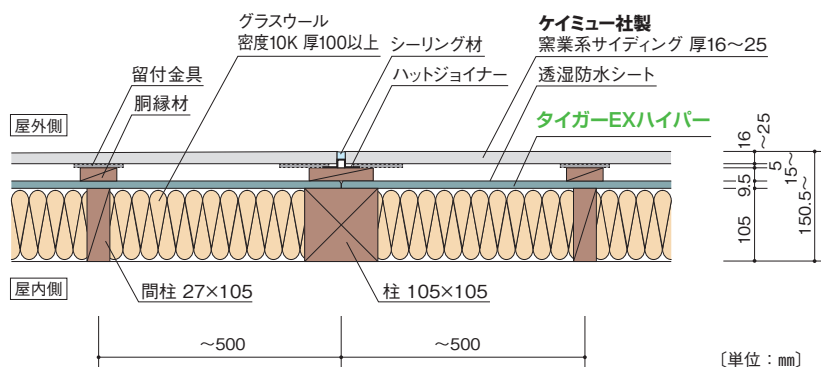 グラスウール
密度10K 厚100以上
シーリング材
ケイミュー社製
窯業系サイディング 厚16〜25
留付金具
ハットジョイナー
透湿防水シート
胴縁材
タイガーEXハイパー
屋外側
16
〜25
5
15〜
9.5
105
150.5〜
屋内側
間柱 27×105
柱 105×105
〜500
〜500
〔単位：㎜〕